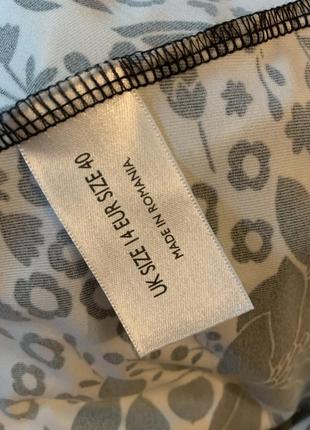 UK SIZE 14 EUR SIZE 40
MADE IN ROMANIA